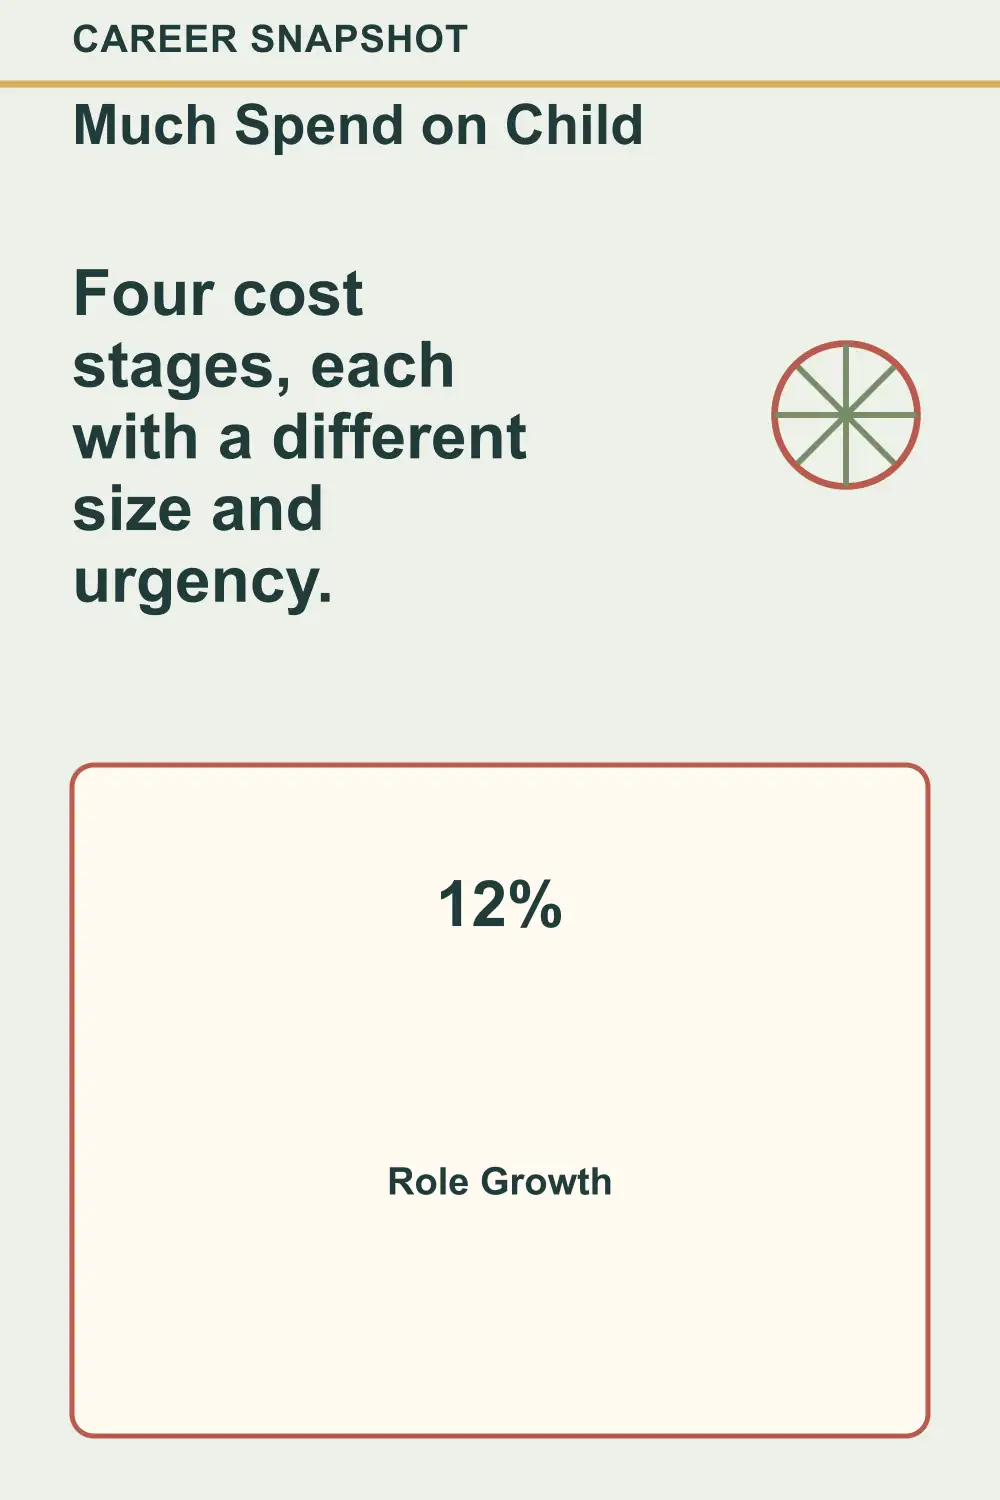 CAREER SNAPSHOT
Much Spend on Child
Four cost
stages, each
with a different
size and
urgency.
12%
Role Growth